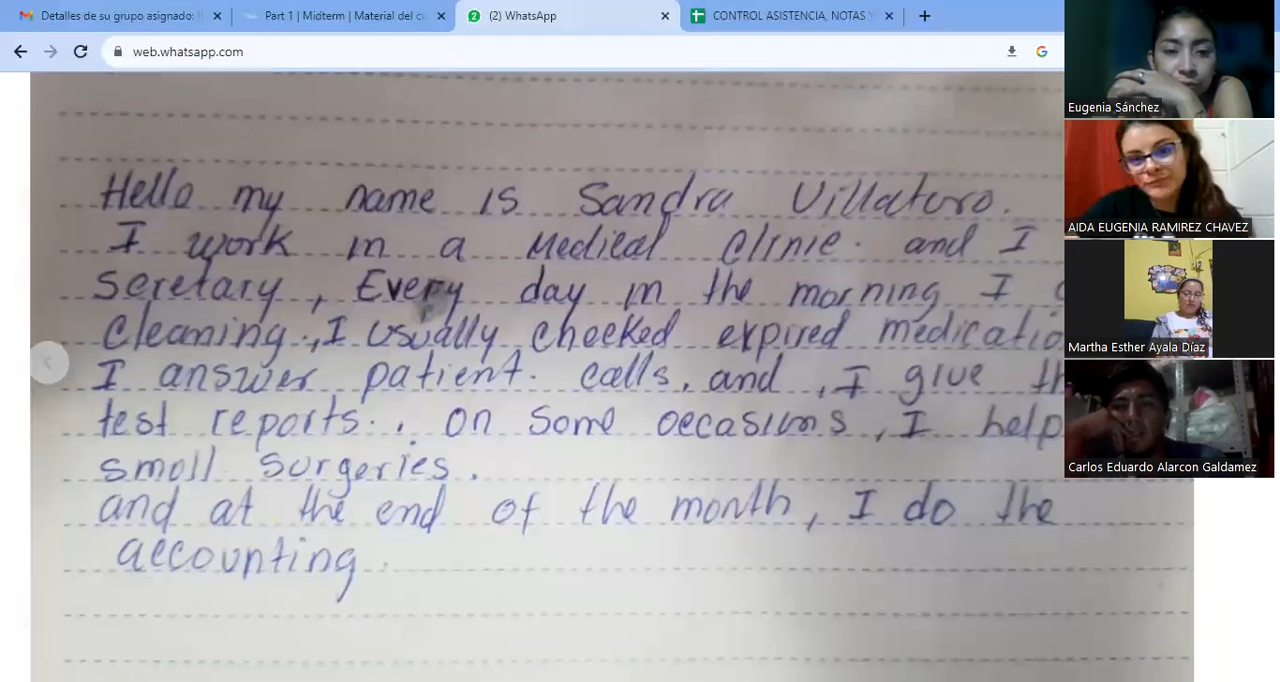 Detalles de su grupo asignado:
Part 1 | Midterm | Material del cu
2 (2) WhatsApp
CONTROL ASISTENCIA, NOTAS Y
web.whatsapp.com
Hello my name is Sandra Villatoro.
I work in a Medical Clinic. and I
Scretary, Every day in the morning I
cleaning., I usually checked expired medicatio
I answer patient. calls, and, I give th
test reports.. on some occasions, I help
small surgeries.
and at the end of the month, I do the
accounting.
Eugenia Sánchez
AIDA EUGENIA RAMIREZ CHAVEZ
Martha Esther Ayala Díaz
Carlos Eduardo Alarcon Galdamez